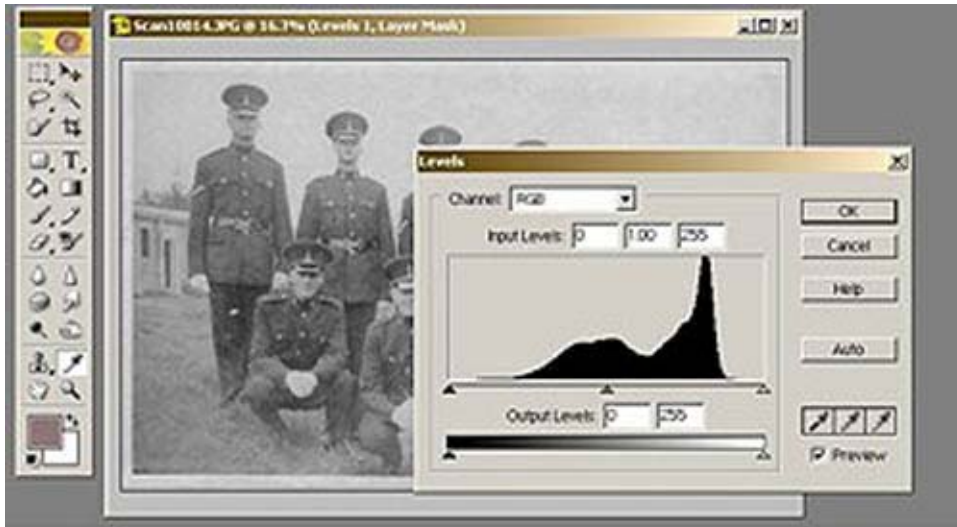 Scan10014.JPG @ 16.7% (Levels 1, Layer Mask)
T
Levels
Channel: RGB
Input Levels: 0 1.00 255
Output Levels: 0 255
OK
Cancel
Help
Auto
Preview